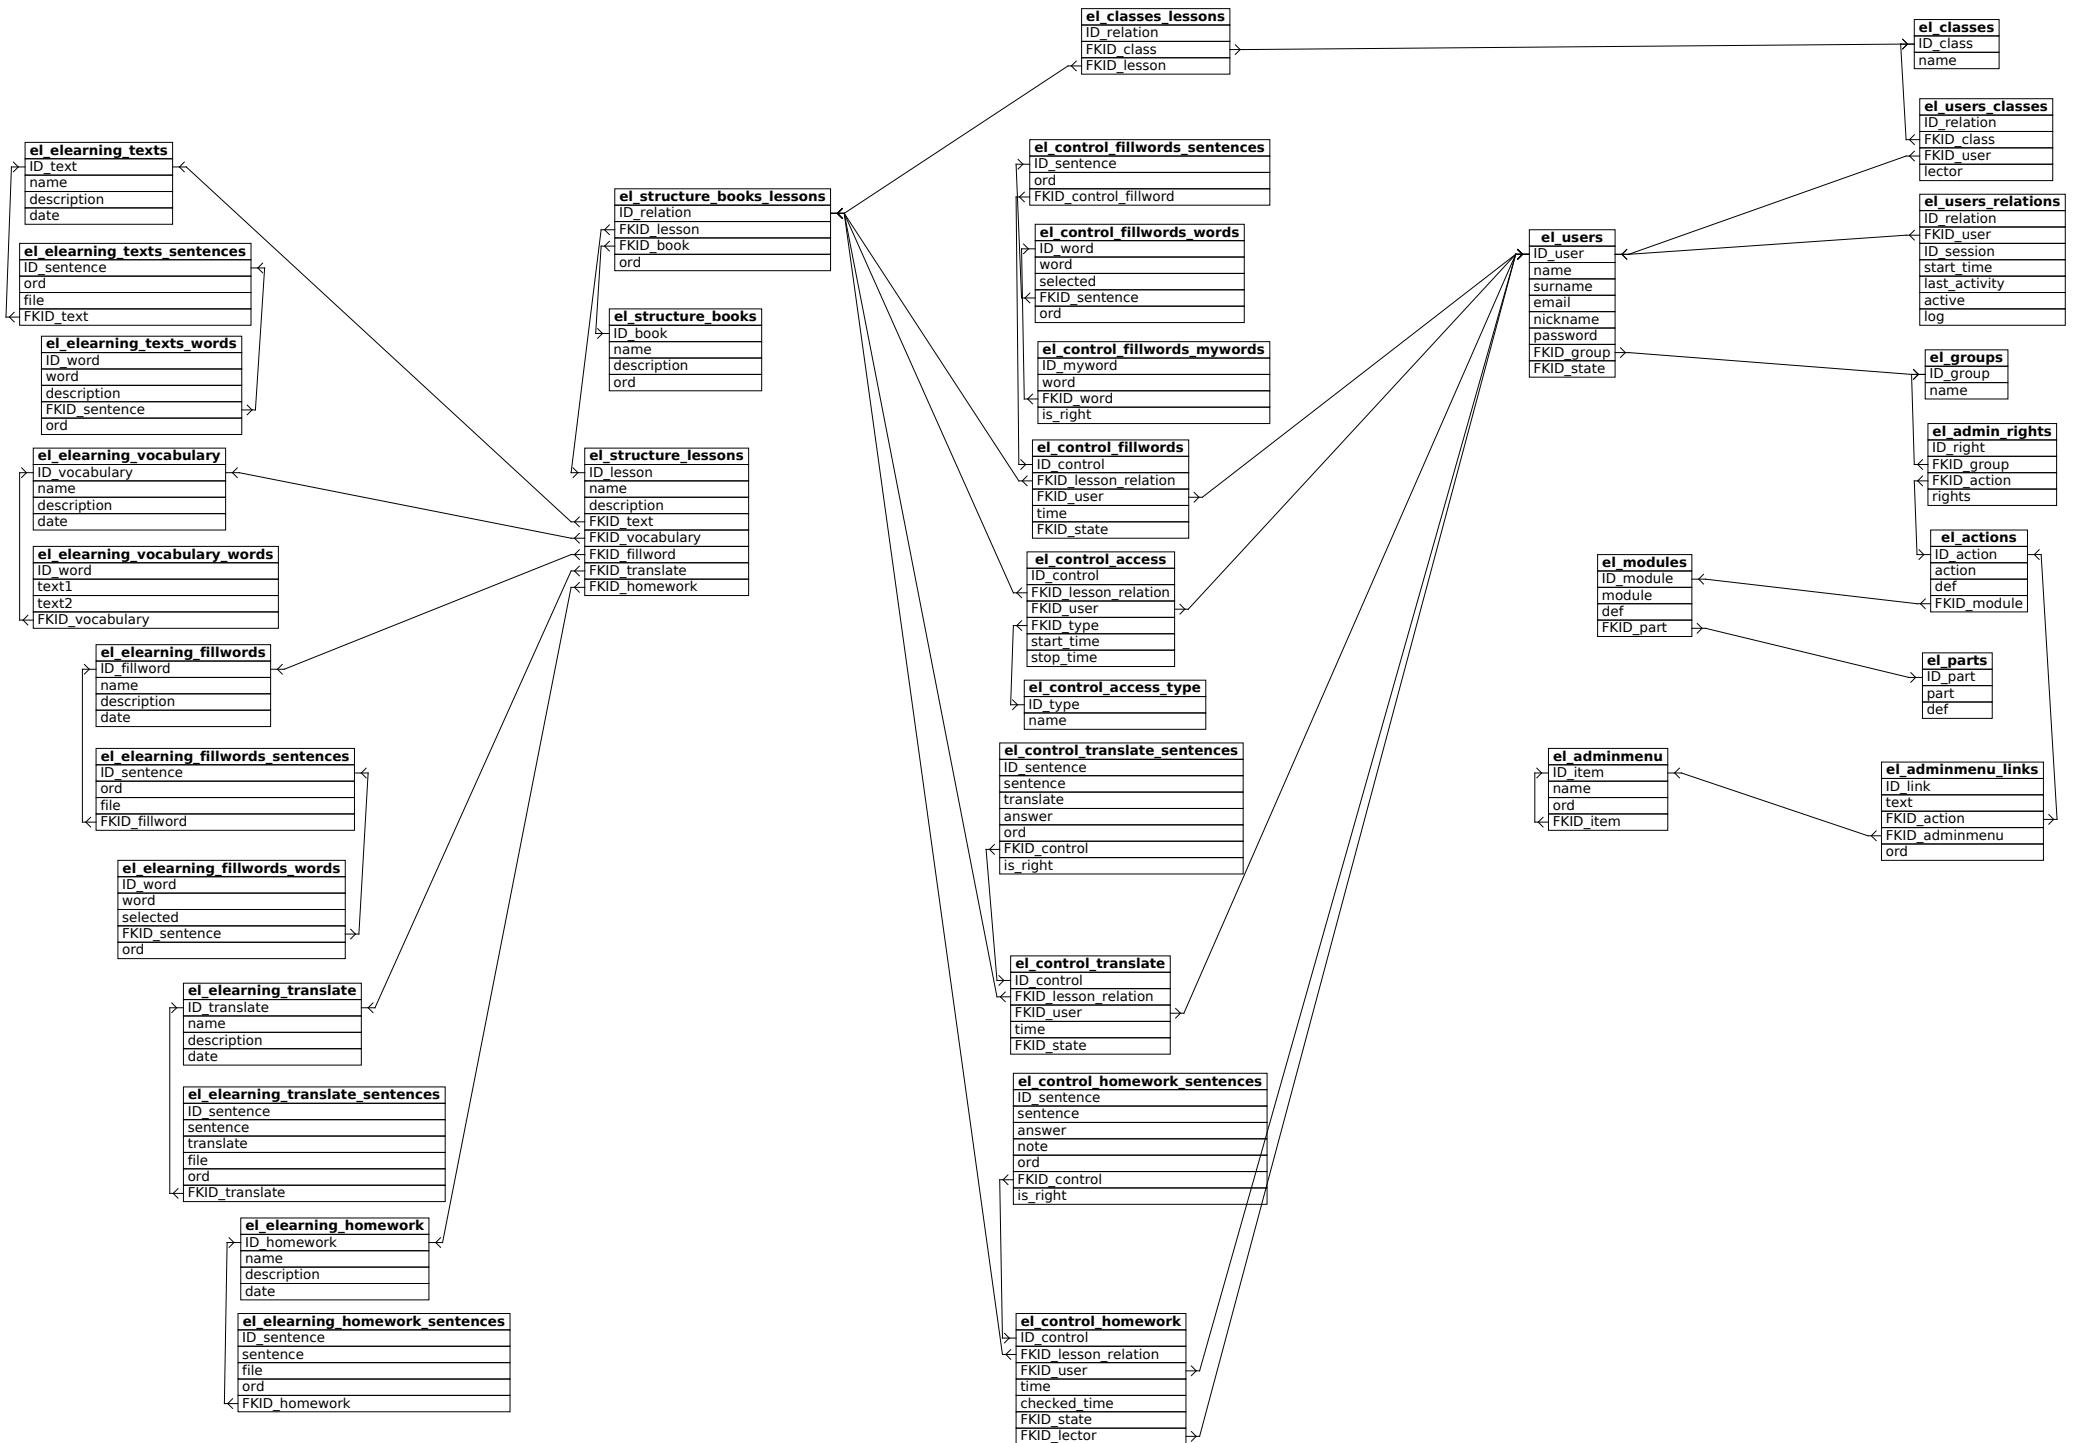 el_classes_lessons
ID_relation
FKID_class
FKID_lesson
el_classes
ID_class
name
el_users_classes
ID_relation
FKID_class
FKID_user
lector
el_elearning_texts
ID_text
name
description
date
el_elearning_texts_sentences
ID_sentence
ord
file
FKID_text
el_elearning_texts_words
ID_word
word
description
FKID_sentence
ord
el_elearning_vocabulary
ID_vocabulary
name
description
date
el_elearning_vocabulary_words
ID_word
text1
text2
FKID_vocabulary
el_elearning_fillwords
ID_fillword
name
description
date
el_elearning_fillwords_sentences
ID_sentence
ord
file
FKID_fillword
el_elearning_fillwords_words
ID_word
word
selected
FKID_sentence
ord
el_elearning_translate
ID_translate
name
description
date
el_elearning_translate_sentences
ID_sentence
sentence
translate
file
ord
FKID_translate
el_elearning_homework
ID_homework
name
description
date
el_elearning_homework_sentences
ID_sentence
sentence
file
ord
FKID_homework
el_structure_books_lessons
ID_relation
FKID_lesson
FKID_book
ord
el_structure_books
ID_book
name
description
ord
el_structure_lessons
ID_lesson
name
description
FKID_text
FKID_vocabulary
FKID_fillword
FKID_translate
FKID_homework
el_control_fillwords_sentences
ID_sentence
ord
FKID_control_fillword
el_control_fillwords_words
ID_word
word
selected
FKID_sentence
ord
el_control_fillwords_mywords
ID_myword
word
FKID_word
is_right
el_control_fillwords
ID_control
FKID_lesson_relation
FKID_user
time
FKID_state
el_control_access
ID_control
FKID_lesson_relation
FKID_user
FKID_type
start_time
stop_time
el_control_access_type
ID_type
name
el_control_translate_sentences
ID_sentence
sentence
translate
answer
ord
FKID_control
is_right
el_control_translate
ID_control
FKID_lesson_relation
FKID_user
time
FKID_state
el_control_homework_sentences
ID_sentence
sentence
answer
note
ord
FKID_control
is_right
el_control_homework
ID_control
FKID_lesson_relation
FKID_user
time
checked_time
FKID_state
FKID_lector
el_users
ID_user
name
surname
email
nickname
password
FKID_group
FKID_state
el_users_relations
ID_relation
FKID_user
ID_session
start_time
last_activity
active
log
el_groups
ID_group
name
el_admin_rights
ID_right
FKID_group
FKID_action
rights
el_actions
ID_action
action
def
FKID_module
el_modules
ID_module
module
def
FKID_part
el_parts
ID_part
part
def
el_adminmenu
ID_item
name
ord
FKID_item
el_adminmenu_links
ID_link
text
FKID_action
FKID_adminmenu
ord